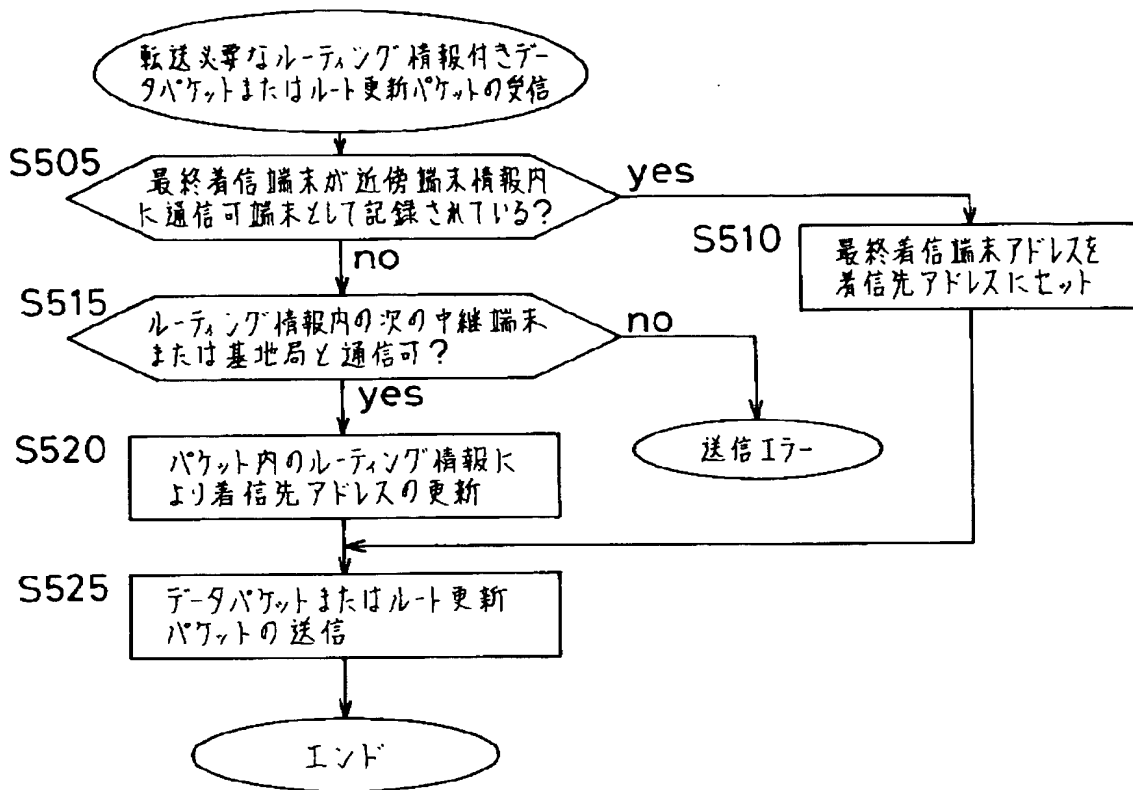 転送必要なルーティング情報付きデー
タパケットまたはルート更新パケットの受信
S505
最終着信端末が近傍端末情報内
に通信可端末として記録されている?
yes
no
S510
最終着信端末アドレスを
着信先アドレスにセット
S515
ルーティング情報内の次の中継端末
または基地局と通信可?
no
yes
送信エラー
S520
パケット内のルーティング情報に
より着信先アドレスの更新
S525
データパケットまたはルート更新
パケットの送信
エンド